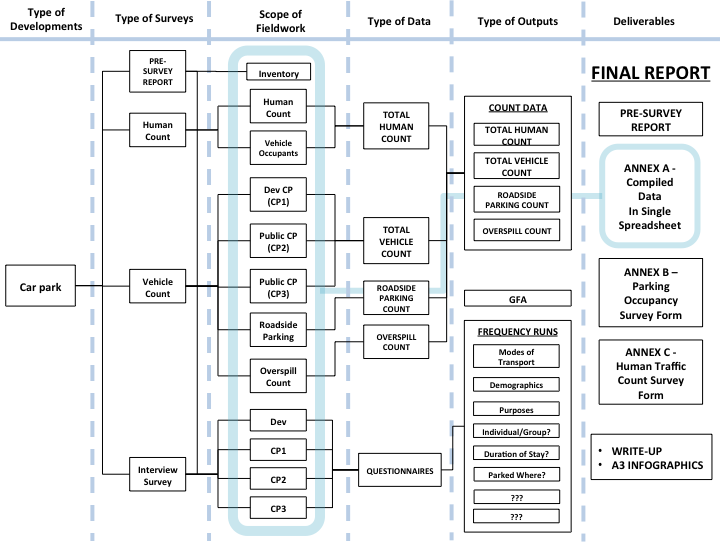 Type of
Developments
Type of Surveys
Scope of
Fieldwork
Type of Data
Type of Outputs
Deliverables
Car park
PRE-
SURVEY
REPORT
Human
Count
Vehicle
Count
Interview
Survey
Inventory
Human
Count
Vehicle
Occupants
Dev CP
(CP1)
Public CP
(CP2)
Public CP
(CP3)
Roadside
Parking
Overspill
Count
Dev
CP1
CP2
CP3
TOTAL
HUMAN
COUNT
TOTAL
VEHICLE
COUNT
ROADSIDE
PARKING
COUNT
OVERSPILL
COUNT
QUESTIONNAIRES
COUNT DATA
TOTAL HUMAN
COUNT
TOTAL VEHICLE
COUNT
ROADSIDE
PARKING COUNT
OVERSPILL COUNT
GFA
FREQUENCY RUNS
Modes of
Transport
Demographics
Purposes
Individual/Group?
Duration of Stay?
Parked Where?
???
???
FINAL REPORT
PRE-SURVEY
REPORT
ANNEX A -
Compiled
Data
In Single
Spreadsheet
ANNEX B –
Parking
Occupancy
Survey Form
ANNEX C -
Human Traffic
Count Survey
Form
• WRITE-UP
• A3 INFOGRAPHICS